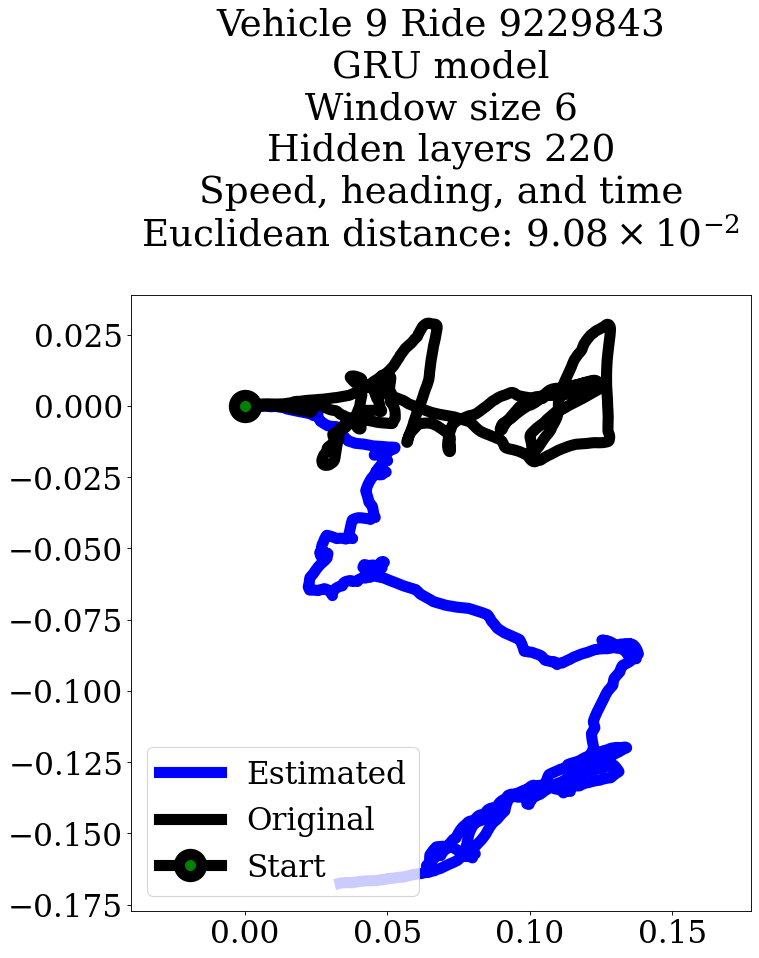 Vehicle 9 Ride 9229843
GRU model
Window size 6
Hidden layers 220
Speed, heading, and time
Euclidean distance: 9.08 × 10⁻²
0.025
0.000
−0.025
−0.050
−0.075
−0.100
−0.125
−0.150
−0.175
Estimated
Original
Start
0.00 0.05 0.10 0.15